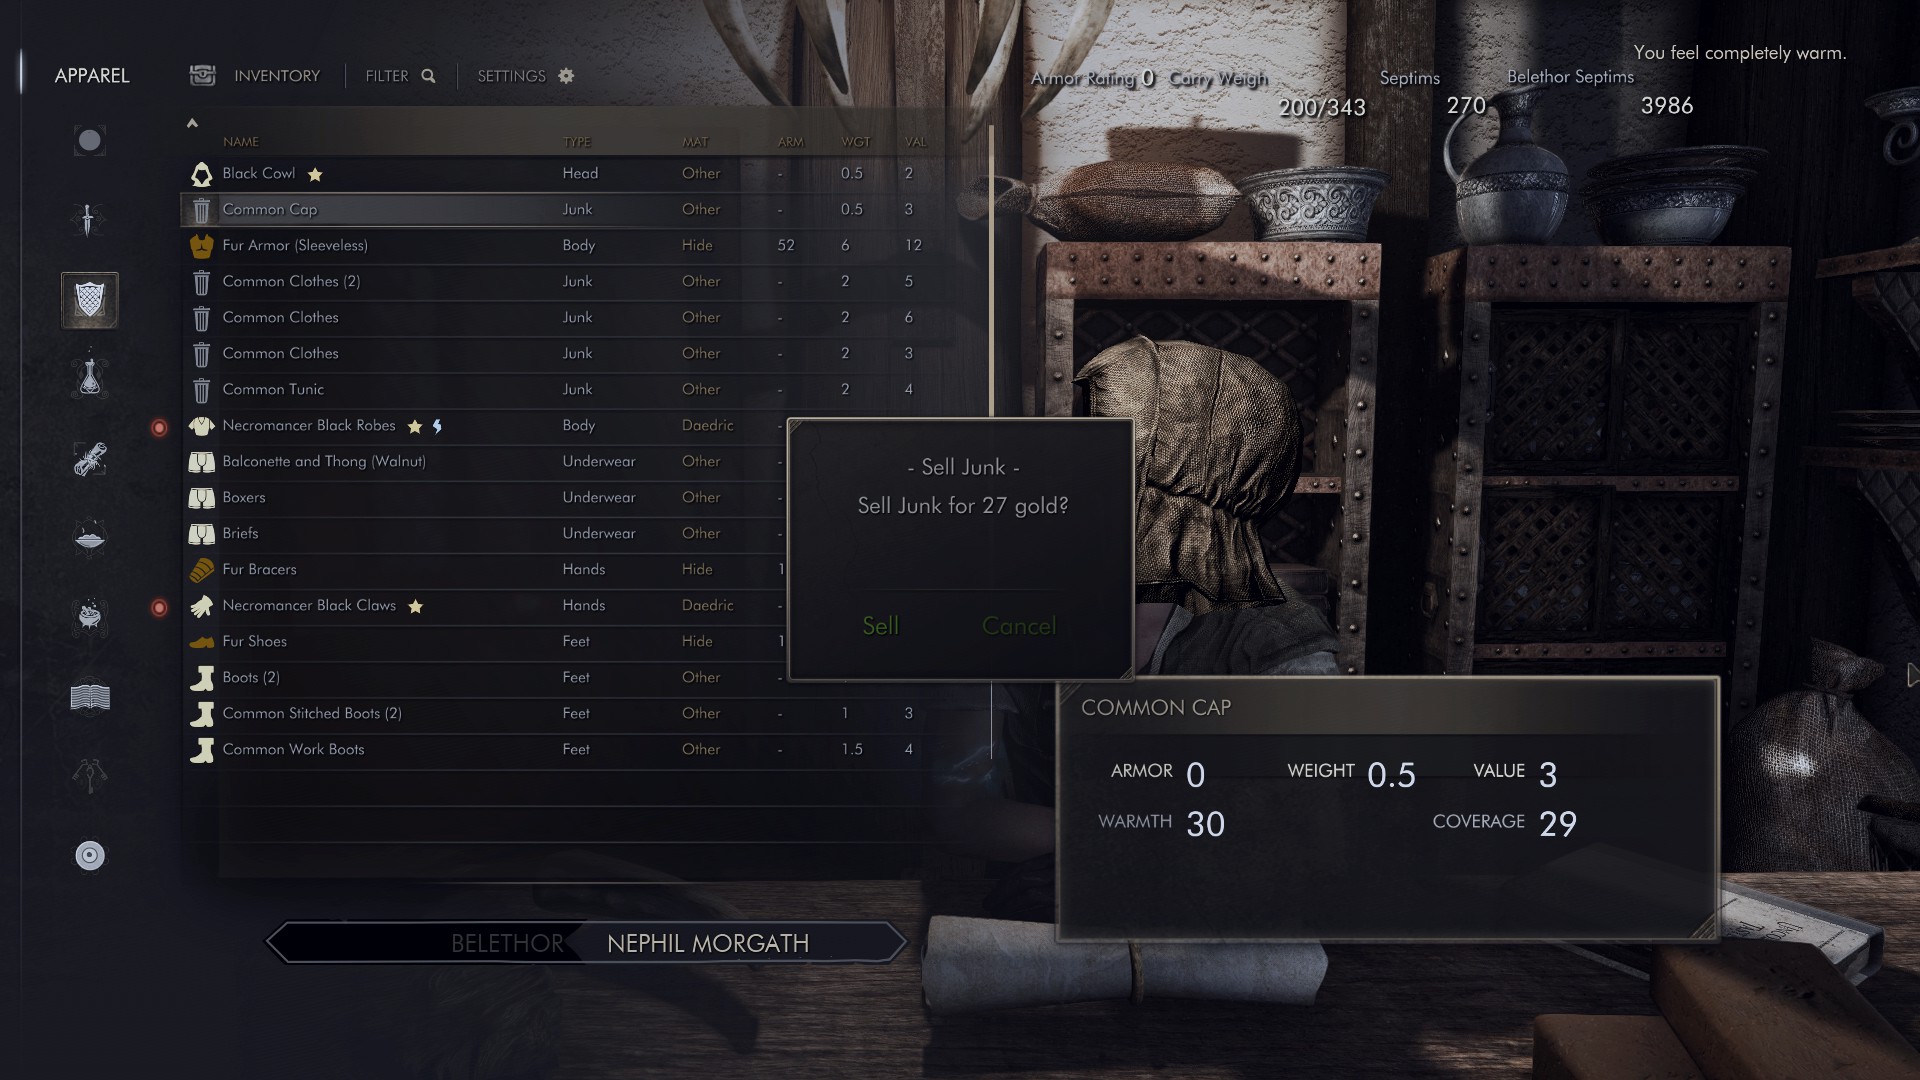 You feel completely warm.
APPAREL
INVENTORY
FILTER
SETTINGS
Armor Rating 0 Carry Weigh 200/343
Septims 270
Belethor Septims 3986
NAME TYPE MAT ARM WGT VAL
Black Cowl Head Other - 0.5 2
Common Cap Junk Other - 0.5 3
Fur Armor (Sleeveless) Body Hide 52 6 12
Common Clothes (2) Junk Other - 2 5
Common Clothes Junk Other - 2 6
Common Clothes Junk Other - 2 3
Common Tunic Junk Other - 2 4
Necromancer Black Robes Body Daedric -
Balconette and Thong (Walnut) Underwear Other -
Boxers Underwear Other -
Briefs Underwear Other -
Fur Bracers Hands Hide 1
Necromancer Black Claws Hands Daedric -
Fur Shoes Feet Hide 1
Boots (2) Feet Other -
Common Stitched Boots (2) Feet Other - 1 3
Common Work Boots Feet Other - 1.5 4
- Sell Junk -
Sell Junk for 27 gold?
Sell Cancel
COMMON CAP
ARMOR 0 WEIGHT 0.5 VALUE 3
WARMTH 30 COVERAGE 29
BELETHOR NEPHIL MORGATH